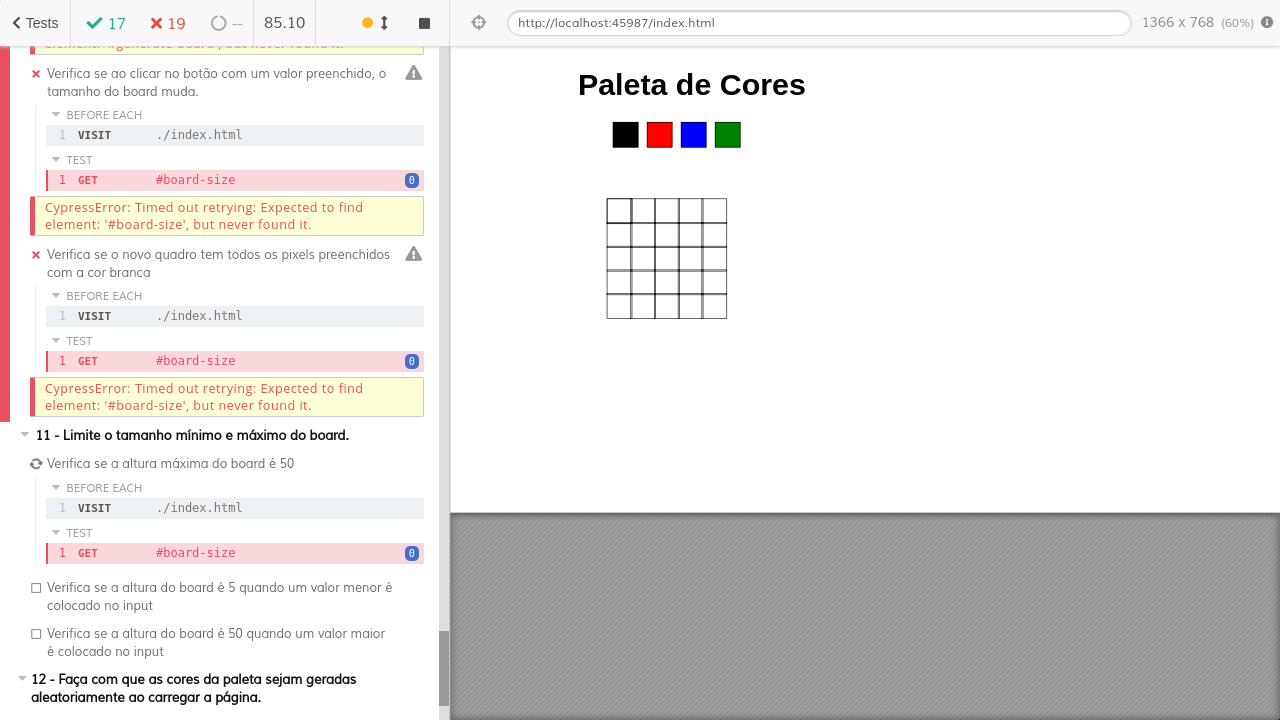 Tests
17
19
--
85.10
http://localhost:45987/index.html
1366 x 768 (60%)
element: '#generate-board', but never found it.
Verifica se ao clicar no botão com um valor preenchido, o
tamanho do board muda.
BEFORE EACH
1 VISIT ./index.html
TEST
1 GET #board-size 0
CypressError: Timed out retrying: Expected to find
element: '#board-size', but never found it.
Verifica se o novo quadro tem todos os pixels preenchidos
com a cor branca
BEFORE EACH
1 VISIT ./index.html
TEST
1 GET #board-size 0
CypressError: Timed out retrying: Expected to find
element: '#board-size', but never found it.
11 - Limite o tamanho mínimo e máximo do board.
Verifica se a altura máxima do board é 50
BEFORE EACH
1 VISIT ./index.html
TEST
1 GET #board-size 0
Verifica se a altura do board é 5 quando um valor menor é
colocado no input
Verifica se a altura do board é 50 quando um valor maior
é colocado no input
12 - Faça com que as cores da paleta sejam geradas
aleatoriamente ao carregar a página.
Paleta de Cores